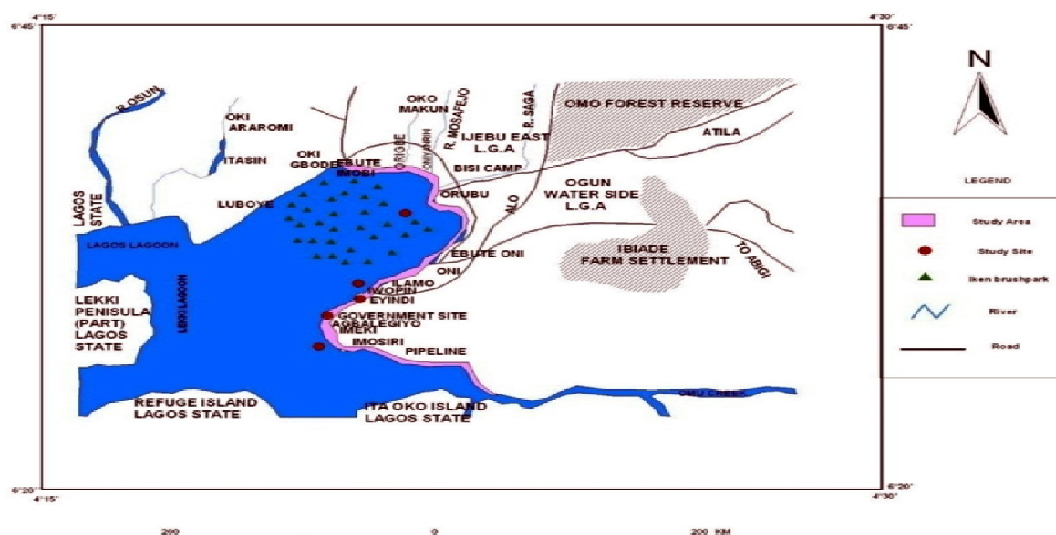 4°15'
4°30'
6°45'
6°45'
N
R OSUN
OKI
ARAROMI
ITASIN
OKO
MAKUN
R. MOSAFEJO
R. SAGA
OMO FOREST RESERVE
ATILA
IJEBU EAST
L.G.A
BISI CAMP
OKI
GBODE
EBUTE
IMOBI
ORUBU
LUBOYE
LAGOS
STATE
LAGOS LAGOON
ALO
OGUN
WATER SIDE
L.G.A
EBUTE ONI
ONI
IBIADE
FARM SETTLEMENT
TO ABIGI
LEKKI LAGOON
ILAMO
IWOPIN
EYINDI
GOVERNMENT SITE
AGBALEGIYO
IMEKI
IMOSIRI
PIPELINE
LEKKI
PENISULA
(PART)
LAGOS
STATE
REFUGE ISLAND
LAGOS STATE
ITA OKO ISLAND
LAGOS STATE
OMU CREEK
LEGEND
Study Area
Study Site
Iken brushpark
River
Road
6°20
6°20
4°15'
4°30'
200
0
200 KM